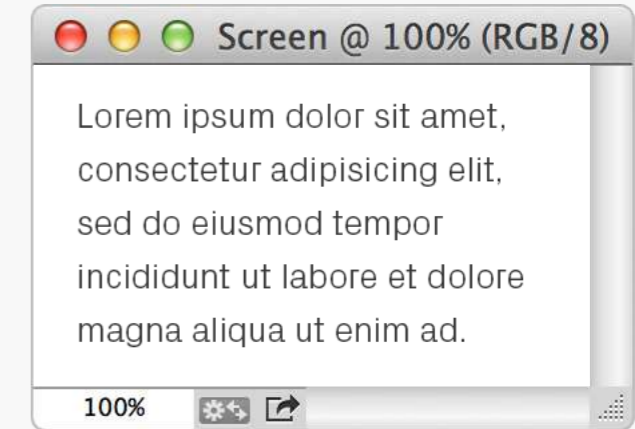 Screen @ 100% (RGB/8)
Lorem ipsum dolor sit amet,
consectetur adipisicing elit,
sed do eiusmod tempor
incididunt ut labore et dolore
magna aliqua ut enim ad.
100%